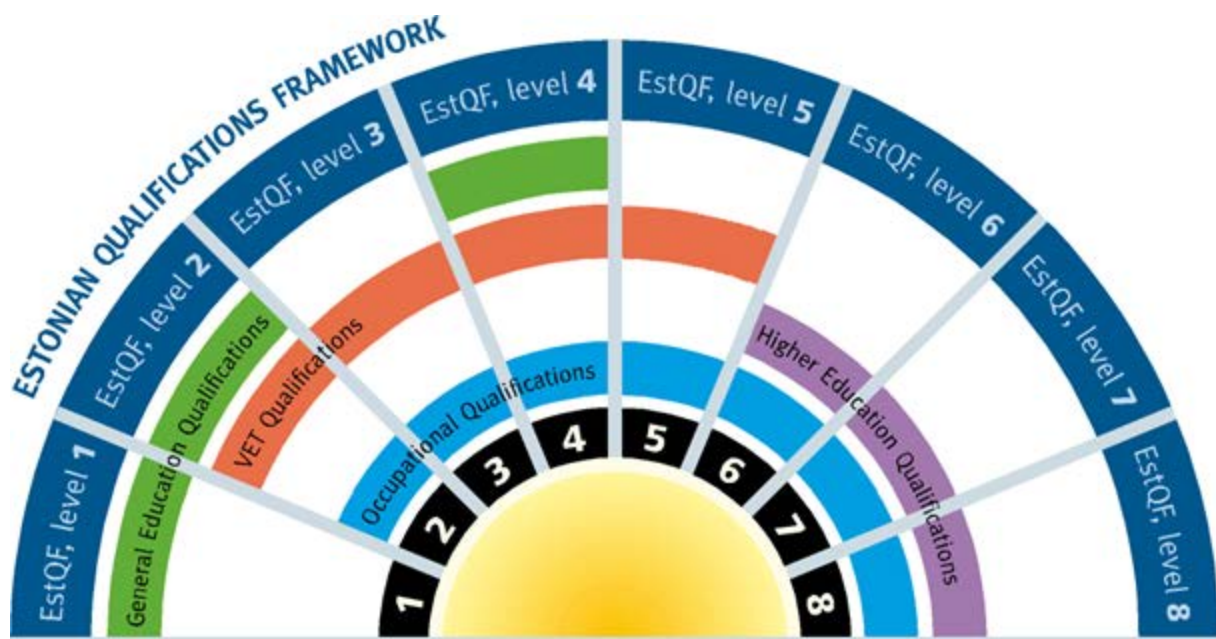 ESTONIAN QUALIFICATIONS FRAMEWORK
EstQF, level 1
EstQF, level 2
EstQF, level 3
EstQF, level 4
EstQF, level 5
EstQF, level 6
EstQF, level 7
EstQF, level 8
General Education Qualifications
VET Qualifications
Occupational Qualifications
Higher Education Qualifications
1
2
3
4
5
6
7
8